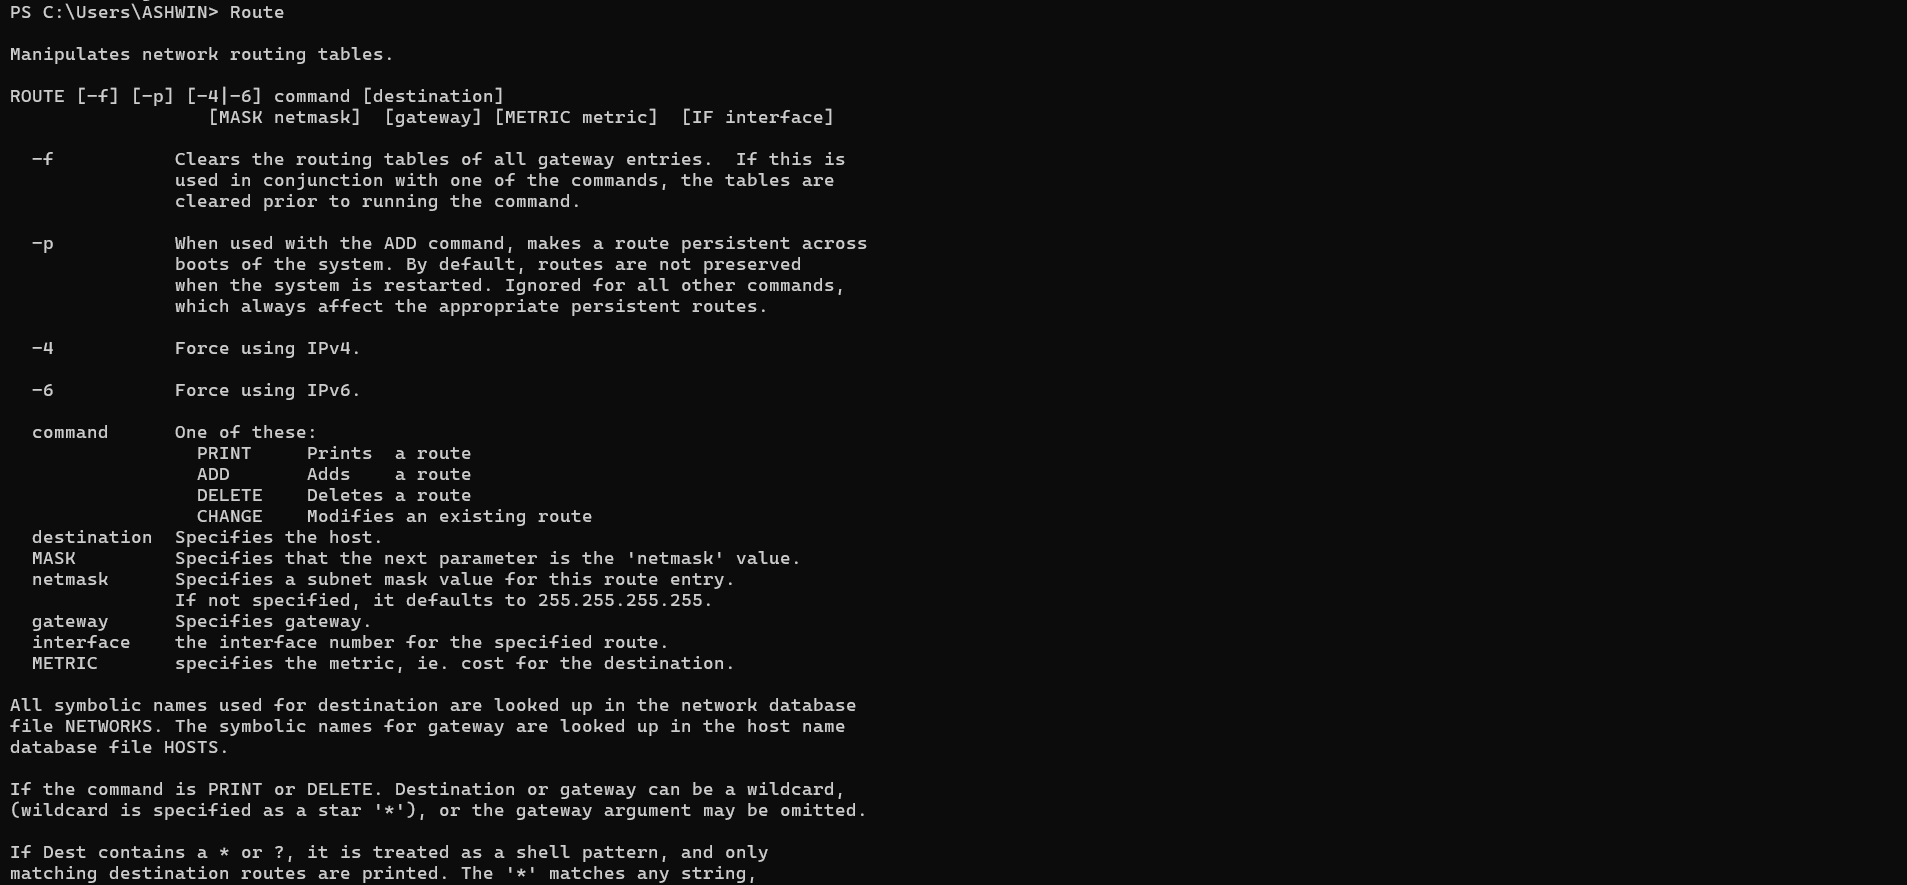 PS C:\Users\ASHWIN> Route
Manipulates network routing tables.
ROUTE [-f] [-p] [-4|-6] command [destination]
                  [MASK netmask]  [gateway] [METRIC metric]  [IF interface]
  -f           Clears the routing tables of all gateway entries.  If this is
               used in conjunction with one of the commands, the tables are
               cleared prior to running the command.
  -p           When used with the ADD command, makes a route persistent across
               boots of the system. By default, routes are not preserved
               when the system is restarted. Ignored for all other commands,
               which always affect the appropriate persistent routes.
  -4           Force using IPv4.
  -6           Force using IPv6.
  command      One of these:
                 PRINT     Prints  a route
                 ADD       Adds    a route
                 DELETE    Deletes a route
                 CHANGE    Modifies an existing route
  destination  Specifies the host.
  MASK         Specifies that the next parameter is the 'netmask' value.
  netmask      Specifies a subnet mask value for this route entry.
               If not specified, it defaults to 255.255.255.255.
  gateway      Specifies gateway.
  interface    the interface number for the specified route.
  METRIC       specifies the metric, ie. cost for the destination.
All symbolic names used for destination are looked up in the network database
file NETWORKS. The symbolic names for gateway are looked up in the host name
database file HOSTS.
If the command is PRINT or DELETE. Destination or gateway can be a wildcard,
(wildcard is specified as a star '*'), or the gateway argument may be omitted.
If Dest contains a * or ?, it is treated as a shell pattern, and only
matching destination routes are printed. The '*' matches any string,